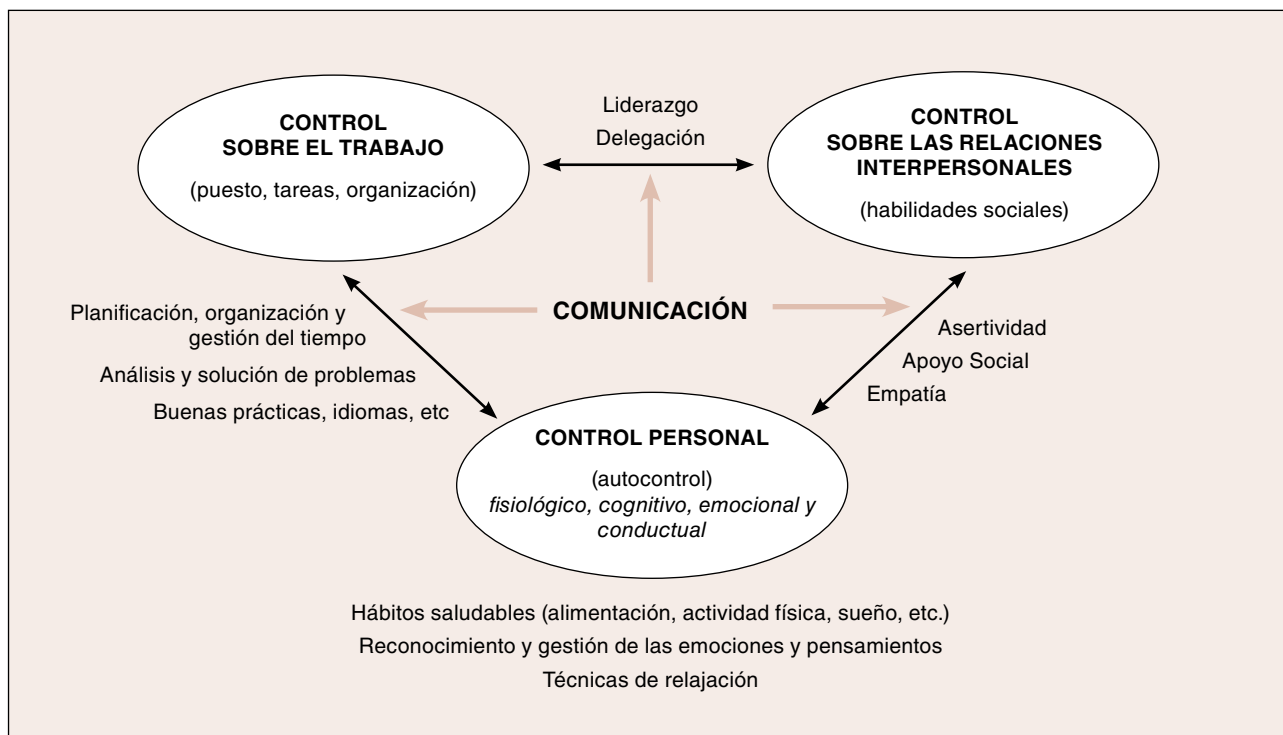 CONTROL
SOBRE EL TRABAJO
(puesto, tareas, organización)
Liderazgo
Delegación
CONTROL
SOBRE LAS RELACIONES
INTERPERSONALES
(habilidades sociales)
COMUNICACIÓN
Planificación, organización y
gestión del tiempo
Análisis y solución de problemas
Buenas prácticas, idiomas, etc
Asertividad
Apoyo Social
Empatía
CONTROL PERSONAL
(autocontrol)
fisiológico, cognitivo, emocional y
conductual
Hábitos saludables (alimentación, actividad física, sueño, etc.)
Reconocimiento y gestión de las emociones y pensamientos
Técnicas de relajación